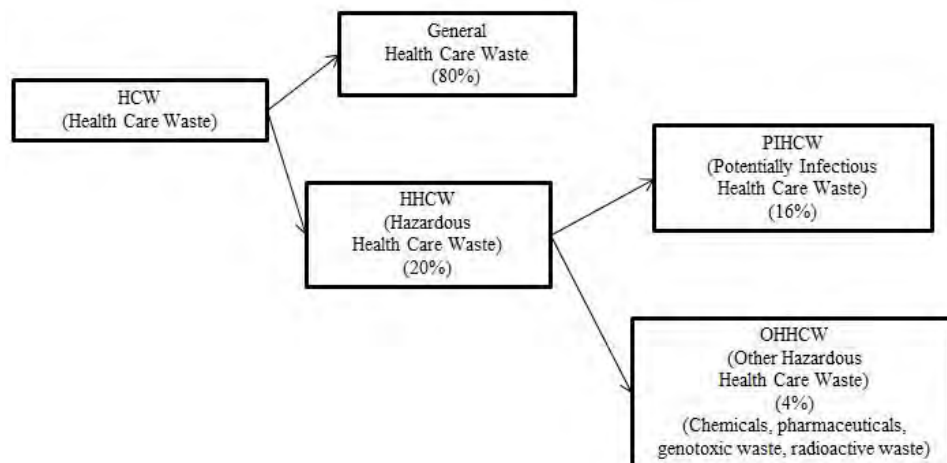 General
Health Care Waste
(80%)
HCW
(Health Care Waste)
PIHCW
(Potentially Infectious
Health Care Waste)
(16%)
HHCW
(Hazardous
Health Care Waste)
(20%)
OHHCW
(Other Hazardous
Health Care Waste)
(4%)
(Chemicals, pharmaceuticals,
genotoxic waste, radioactive waste)